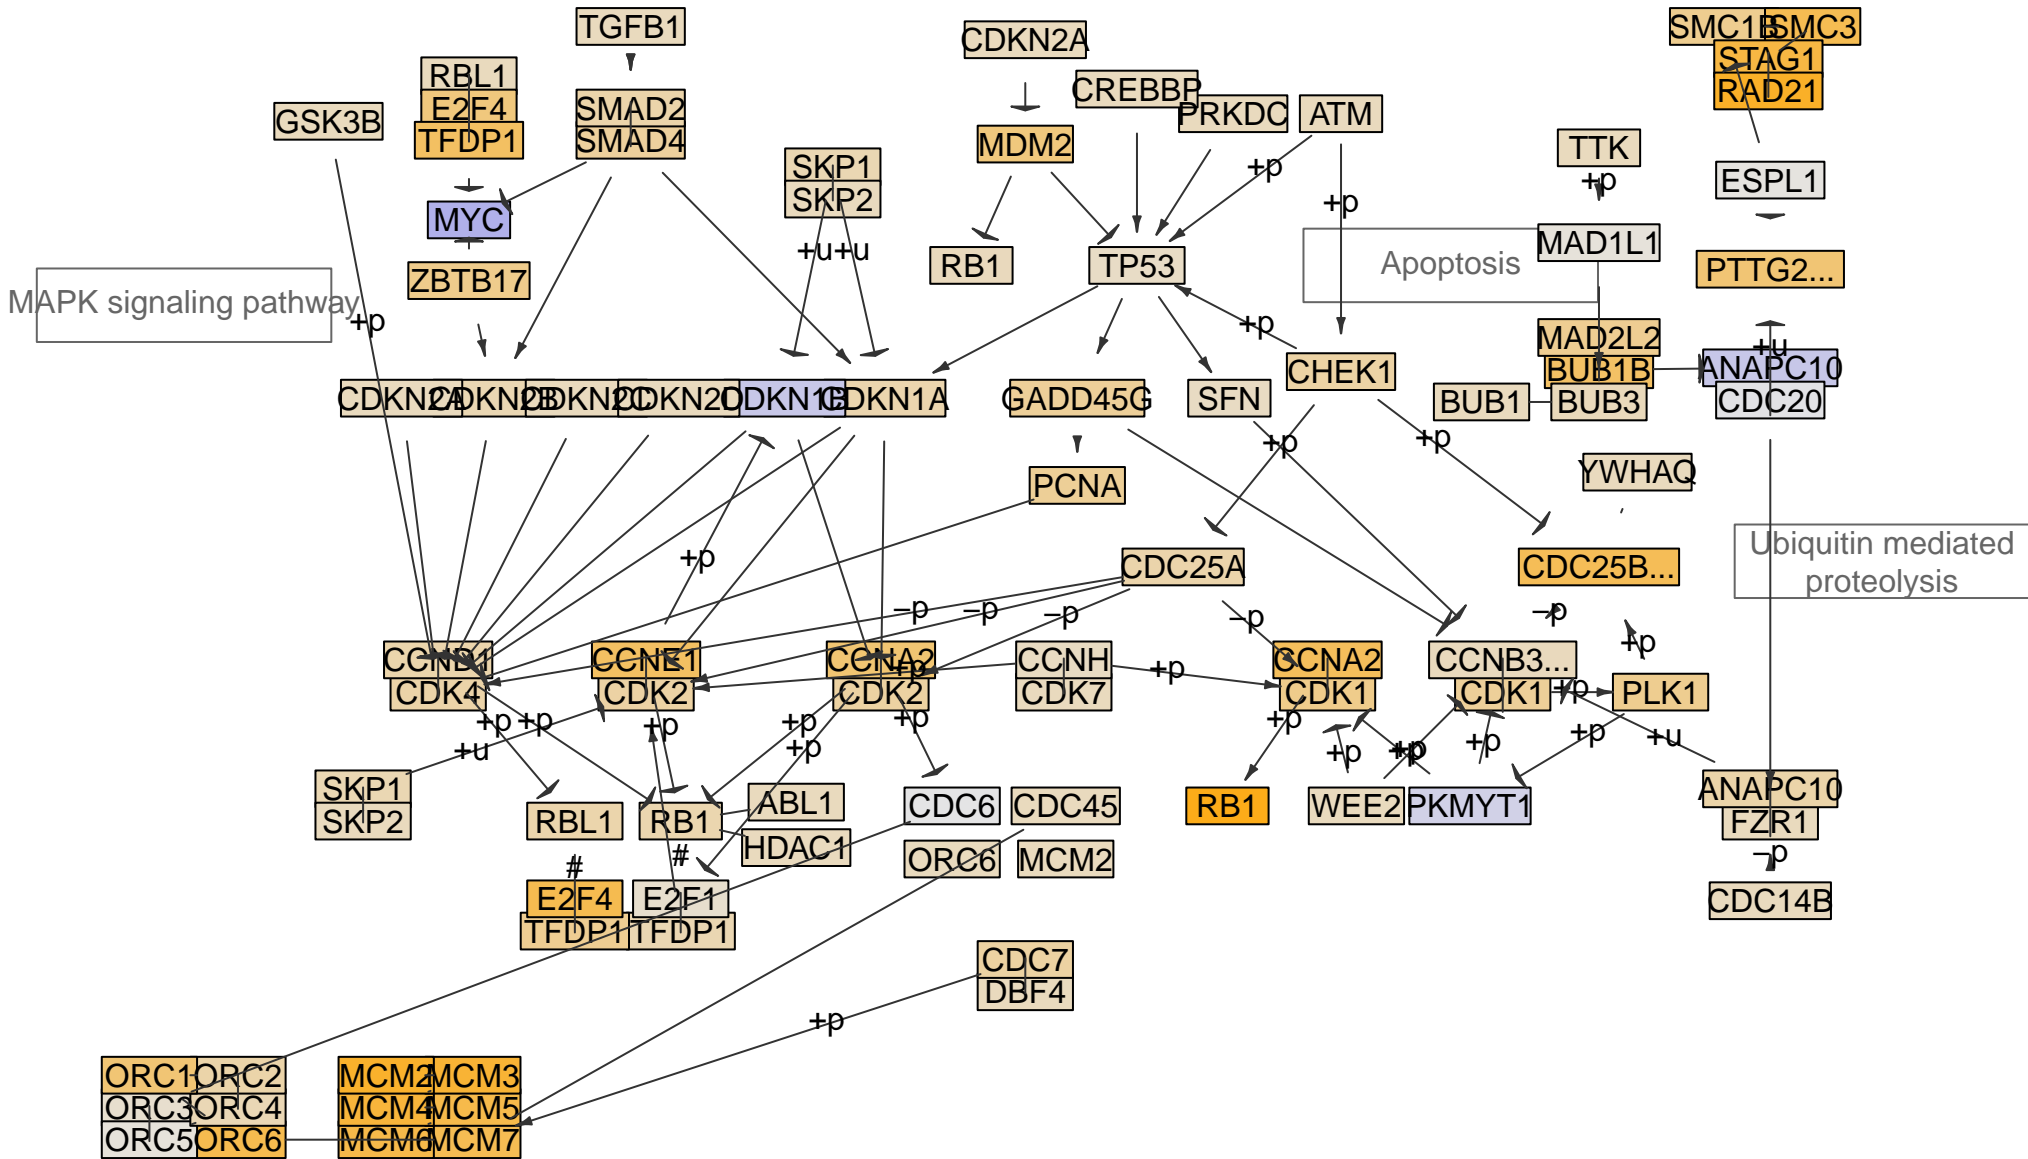 TGFB1
CDKN2A
SMC1B
SMC3
STAG1
RAD21
RBL1
E2F4
TFDP1
GSK3B
SMAD2
SMAD4
CREBBP
PRKDC
ATM
MDM2
TTK
+p
SKP1
SKP2
+p
+p
ESPL1
MYC
ZBTB17
+u
+u
RB1
TP53
Apoptosis
MAD1L1
PTTG2...
MAPK signaling pathway
+p
+p
MAD2L2
BUB1B
BUB3
BUB1
+u
ANAPC10
CDC20
CHEK1
CDKN2A
CDKN2B
CDKN2C
CDKN2D
CDKN1B
CDKN1A
GADD45G
SFN
+p
+p
PCNA
YWHAQ
Ubiquitin mediated
proteolysis
+p
CDC25A
CDC25B...
−p
−p
−p
−p
−p
+p
CCND1
CDK4
CCNE1
CDK2
CCNA2
CDK2
+p
CCNH
CDK7
+p
CCNA2
CDK1
CCNB3...
CDK1
+p
PLK1
+p
+p
+u
+p
+p
+p
+p
+p
+p
+p
+p
+p
+p
+u
SKP1
SKP2
RBL1
RB1
ABL1
HDAC1
CDC6
CDC45
ORC6
MCM2
RB1
WEE2
PKMYT1
ANAPC10
FZR1
−p
CDC14B
#
#
E2F4
TFDP1
E2F1
TFDP1
CDC7
DBF4
+p
ORC1
ORC2
ORC3
ORC4
ORC5
ORC6
MCM2
MCM3
MCM4
MCM5
MCM6
MCM7